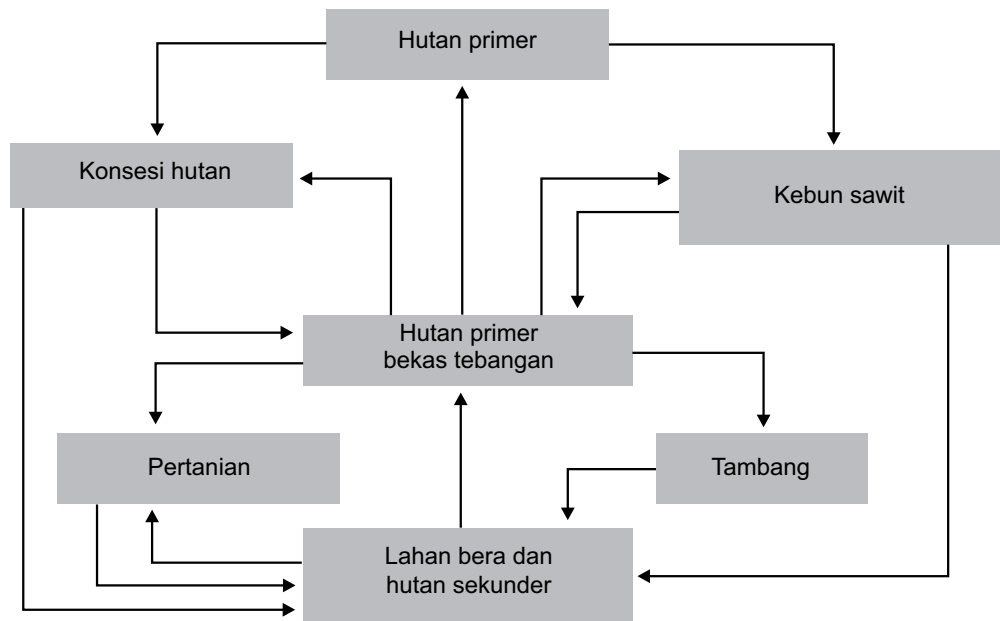 Hutan primer
Konsesi hutan
Kebun sawit
Hutan primer
bekas tebangan
Pertanian
Tambang
Lahan bera dan
hutan sekunder